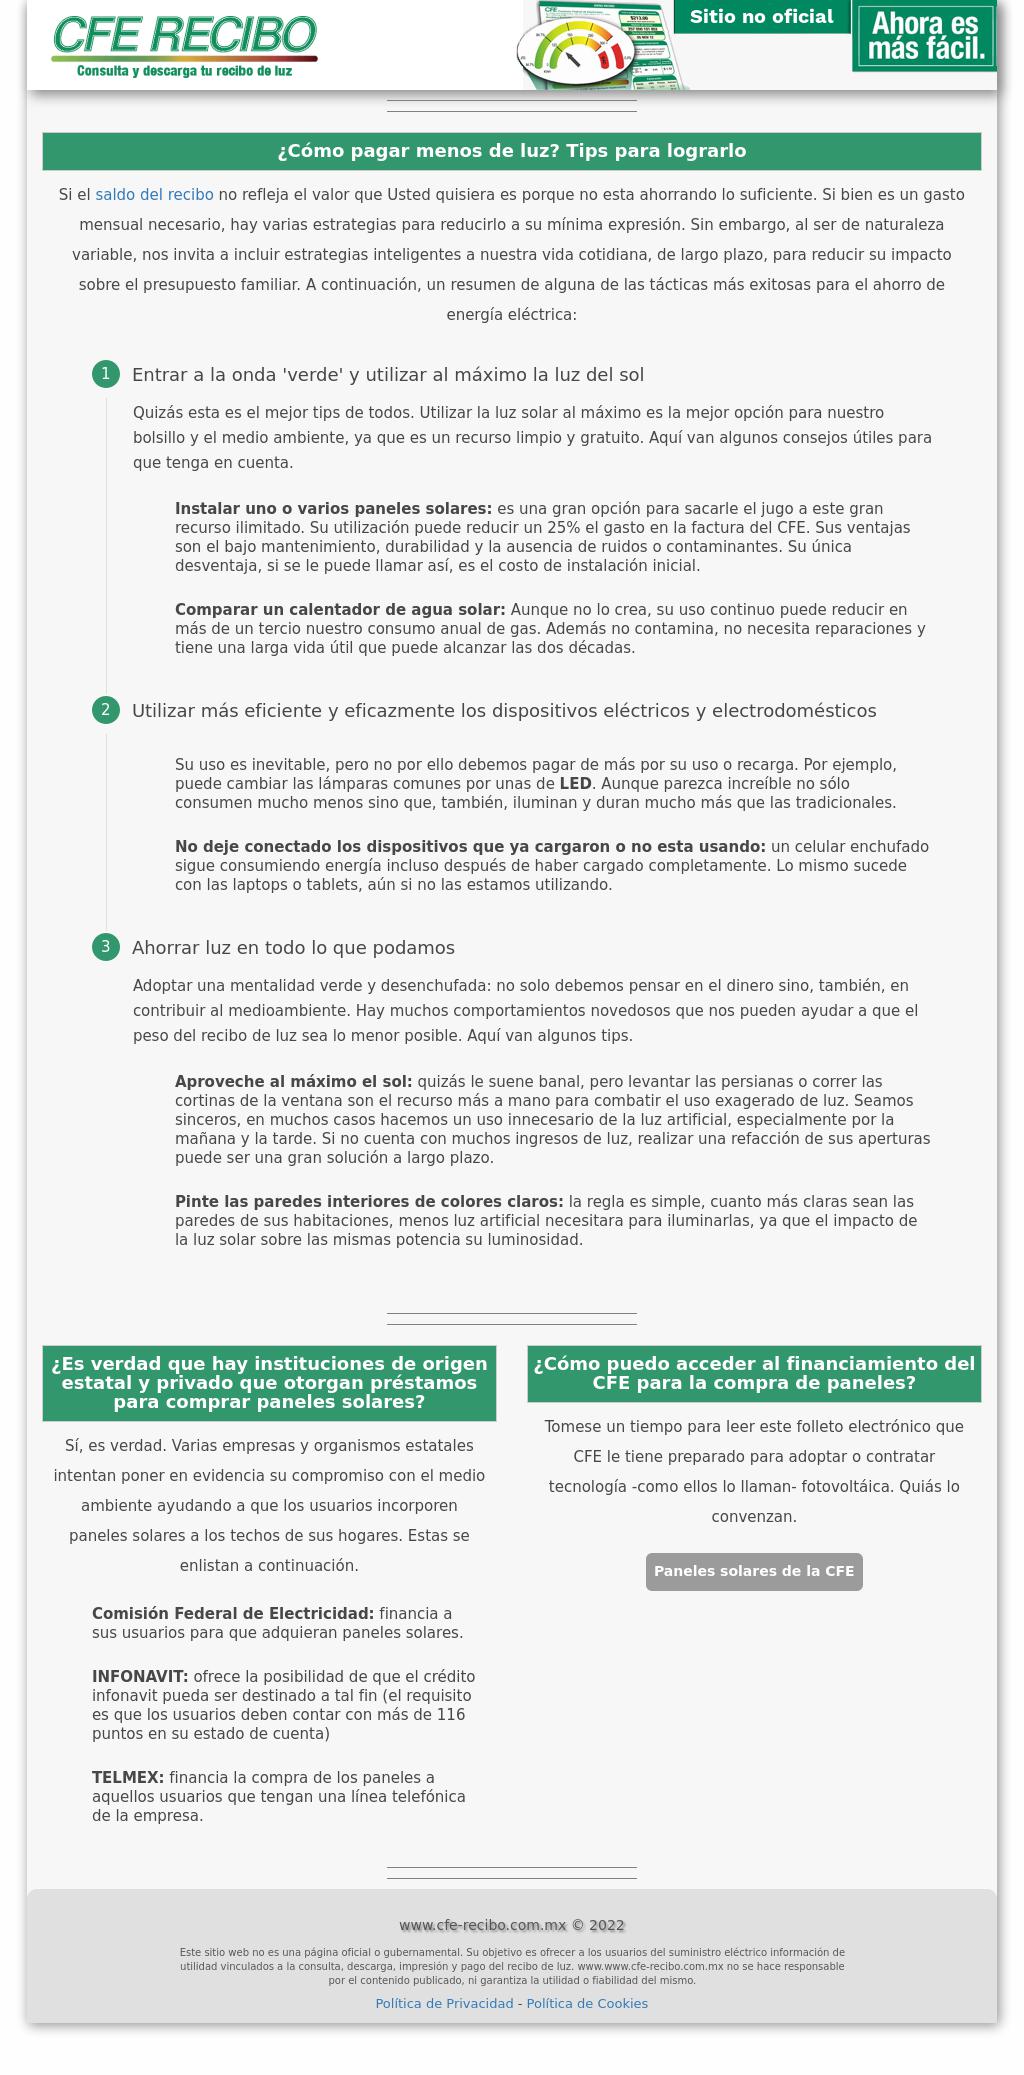 CFE RECIBO
Consulta y descarga tu recibo de luz
Sitio no oficial
Ahora es
más fácil.
¿Cómo pagar menos de luz? Tips para lograrlo
Si el saldo del recibo no refleja el valor que Usted quisiera es porque no esta ahorrando lo suficiente. Si bien es un gasto
mensual necesario, hay varias estrategias para reducirlo a su mínima expresión. Sin embargo, al ser de naturaleza
variable, nos invita a incluir estrategias inteligentes a nuestra vida cotidiana, de largo plazo, para reducir su impacto
sobre el presupuesto familiar. A continuación, un resumen de alguna de las tácticas más exitosas para el ahorro de
energía eléctrica:
1 Entrar a la onda 'verde' y utilizar al máximo la luz del sol
Quizás esta es el mejor tips de todos. Utilizar la luz solar al máximo es la mejor opción para nuestro
bolsillo y el medio ambiente, ya que es un recurso limpio y gratuito. Aquí van algunos consejos útiles para
que tenga en cuenta.
Instalar uno o varios paneles solares: es una gran opción para sacarle el jugo a este gran
recurso ilimitado. Su utilización puede reducir un 25% el gasto en la factura del CFE. Sus ventajas
son el bajo mantenimiento, durabilidad y la ausencia de ruidos o contaminantes. Su única
desventaja, si se le puede llamar así, es el costo de instalación inicial.
Comparar un calentador de agua solar: Aunque no lo crea, su uso continuo puede reducir en
más de un tercio nuestro consumo anual de gas. Además no contamina, no necesita reparaciones y
tiene una larga vida útil que puede alcanzar las dos décadas.
2 Utilizar más eficiente y eficazmente los dispositivos eléctricos y electrodomésticos
Su uso es inevitable, pero no por ello debemos pagar de más por su uso o recarga. Por ejemplo,
puede cambiar las lámparas comunes por unas de LED. Aunque parezca increíble no sólo
consumen mucho menos sino que, también, iluminan y duran mucho más que las tradicionales.
No deje conectado los dispositivos que ya cargaron o no esta usando: un celular enchufado
sigue consumiendo energía incluso después de haber cargado completamente. Lo mismo sucede
con las laptops o tablets, aún si no las estamos utilizando.
3 Ahorrar luz en todo lo que podamos
Adoptar una mentalidad verde y desenchufada: no solo debemos pensar en el dinero sino, también, en
contribuir al medioambiente. Hay muchos comportamientos novedosos que nos pueden ayudar a que el
peso del recibo de luz sea lo menor posible. Aquí van algunos tips.
Aproveche al máximo el sol: quizás le suene banal, pero levantar las persianas o correr las
cortinas de la ventana son el recurso más a mano para combatir el uso exagerado de luz. Seamos
sinceros, en muchos casos hacemos un uso innecesario de la luz artificial, especialmente por la
mañana y la tarde. Si no cuenta con muchos ingresos de luz, realizar una refacción de sus aperturas
puede ser una gran solución a largo plazo.
Pinte las paredes interiores de colores claros: la regla es simple, cuanto más claras sean las
paredes de sus habitaciones, menos luz artificial necesitara para iluminarlas, ya que el impacto de
la luz solar sobre las mismas potencia su luminosidad.
¿Es verdad que hay instituciones de origen
estatal y privado que otorgan préstamos
para comprar paneles solares?
Sí, es verdad. Varias empresas y organismos estatales
intentan poner en evidencia su compromiso con el medio
ambiente ayudando a que los usuarios incorporen
paneles solares a los techos de sus hogares. Estas se
enlistan a continuación.
Comisión Federal de Electricidad: financia a
sus usuarios para que adquieran paneles solares.
INFONAVIT: ofrece la posibilidad de que el crédito
infonavit pueda ser destinado a tal fin (el requisito
es que los usuarios deben contar con más de 116
puntos en su estado de cuenta)
TELMEX: financia la compra de los paneles a
aquellos usuarios que tengan una línea telefónica
de la empresa.
¿Cómo puedo acceder al financiamiento del
CFE para la compra de paneles?
Tomese un tiempo para leer este folleto electrónico que
CFE le tiene preparado para adoptar o contratar
tecnología -como ellos lo llaman- fotovoltáica. Quiás lo
convenzan.
Paneles solares de la CFE
www.cfe-recibo.com.mx © 2022
Este sitio web no es una página oficial o gubernamental. Su objetivo es ofrecer a los usuarios del suministro eléctrico información de
utilidad vinculados a la consulta, descarga, impresión y pago del recibo de luz. www.www.cfe-recibo.com.mx no se hace responsable
por el contenido publicado, ni garantiza la utilidad o fiabilidad del mismo.
Política de Privacidad - Política de Cookies